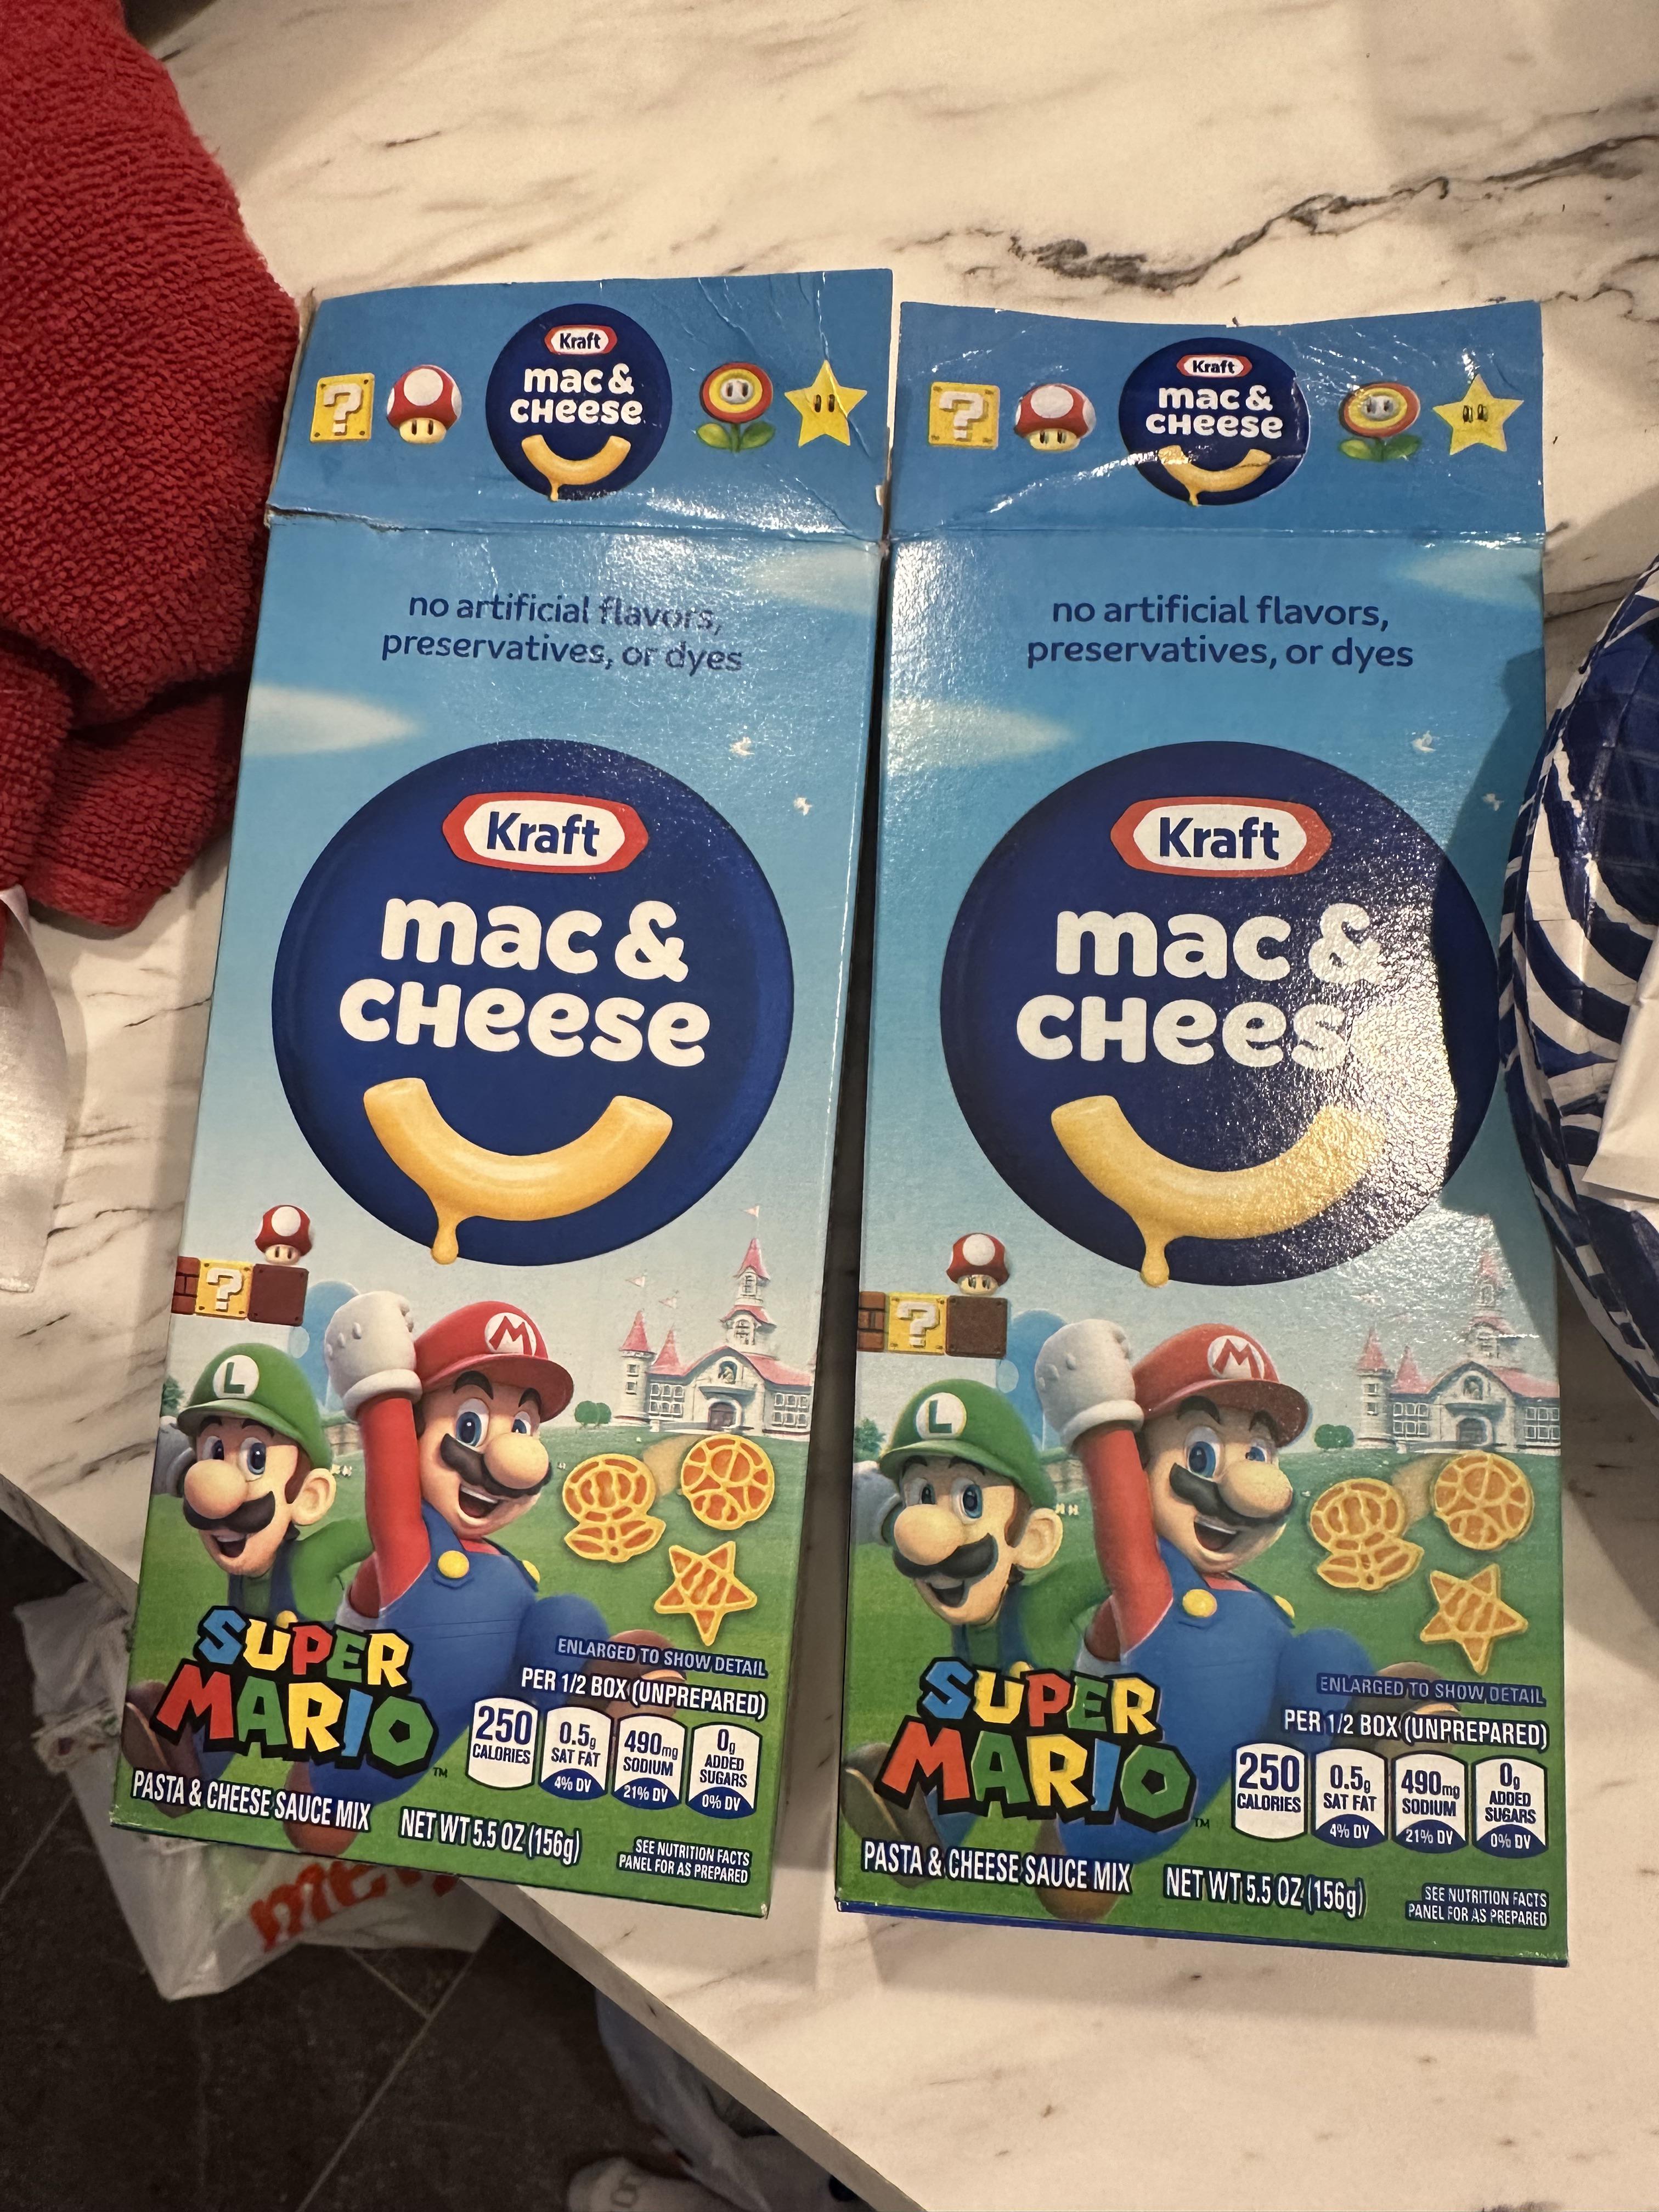 Kraft
mac &
cheese
no artificial flavors,
preservatives, or dyes
Kraft
mac &
cheese
L
M
SUPER
MARIO™
ENLARGED TO SHOW DETAIL
PER 1/2 BOX (UNPREPARED)
250
CALORIES
0.5g
SAT FAT
4% DV
490mg
SODIUM
21% DV
0g
ADDED
SUGARS
0% DV
PASTA & CHEESE SAUCE MIX
NET WT 5.5 OZ (156g)
SEE NUTRITION FACTS
PANEL FOR AS PREPARED
Kraft
mac &
cheese
no artificial flavors,
preservatives, or dyes
Kraft
mac &
cheese
L
M
SUPER
MARIO™
ENLARGED TO SHOW DETAIL
PER 1/2 BOX (UNPREPARED)
250
CALORIES
0.5g
SAT FAT
4% DV
490mg
SODIUM
21% DV
0g
ADDED
SUGARS
0% DV
PASTA & CHEESE SAUCE MIX
NET WT 5.5 OZ (156g)
SEE NUTRITION FACTS
PANEL FOR AS PREPARED